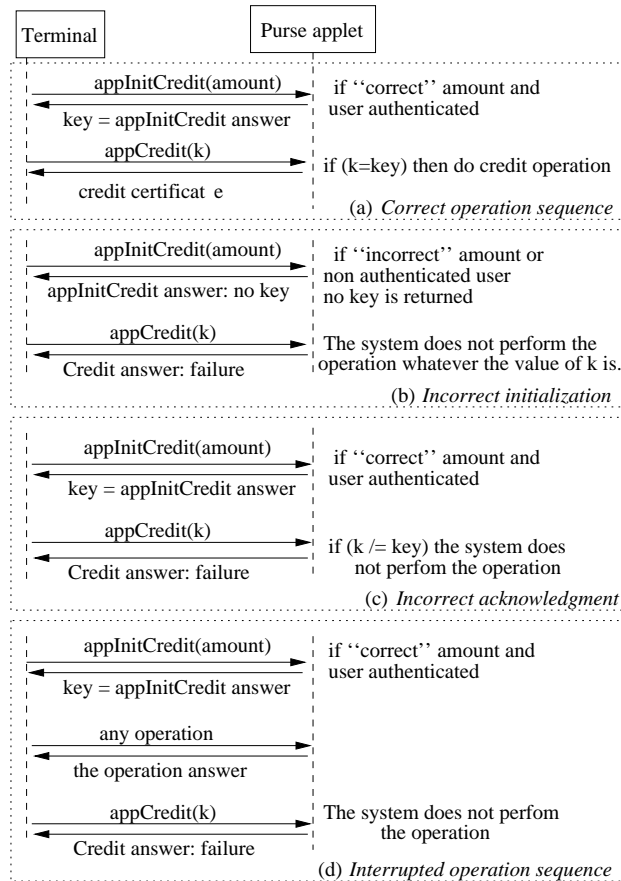 Terminal
Purse applet
appInitCredit(amount)
if ‘‘correct’’ amount and
user authenticated
key = appInitCredit answer
appCredit(k)
if (k=key) then do credit operation
credit certificat e
(a) Correct operation sequence
appInitCredit(amount)
if ‘‘incorrect’’ amount or
non authenticated user
no key is returned
appInitCredit answer: no key
appCredit(k)
The system does not perform the
operation whatever the value of k is.
Credit answer: failure
(b) Incorrect initialization
appInitCredit(amount)
if ‘‘correct’’ amount and
user authenticated
key = appInitCredit answer
appCredit(k)
if (k /= key) the system does
not perfom the operation
Credit answer: failure
(c) Incorrect acknowledgment
appInitCredit(amount)
if ‘‘correct’’ amount and
user authenticated
key = appInitCredit answer
any operation
the operation answer
appCredit(k)
The system does not perfom
the operation
Credit answer: failure
(d) Interrupted operation sequence